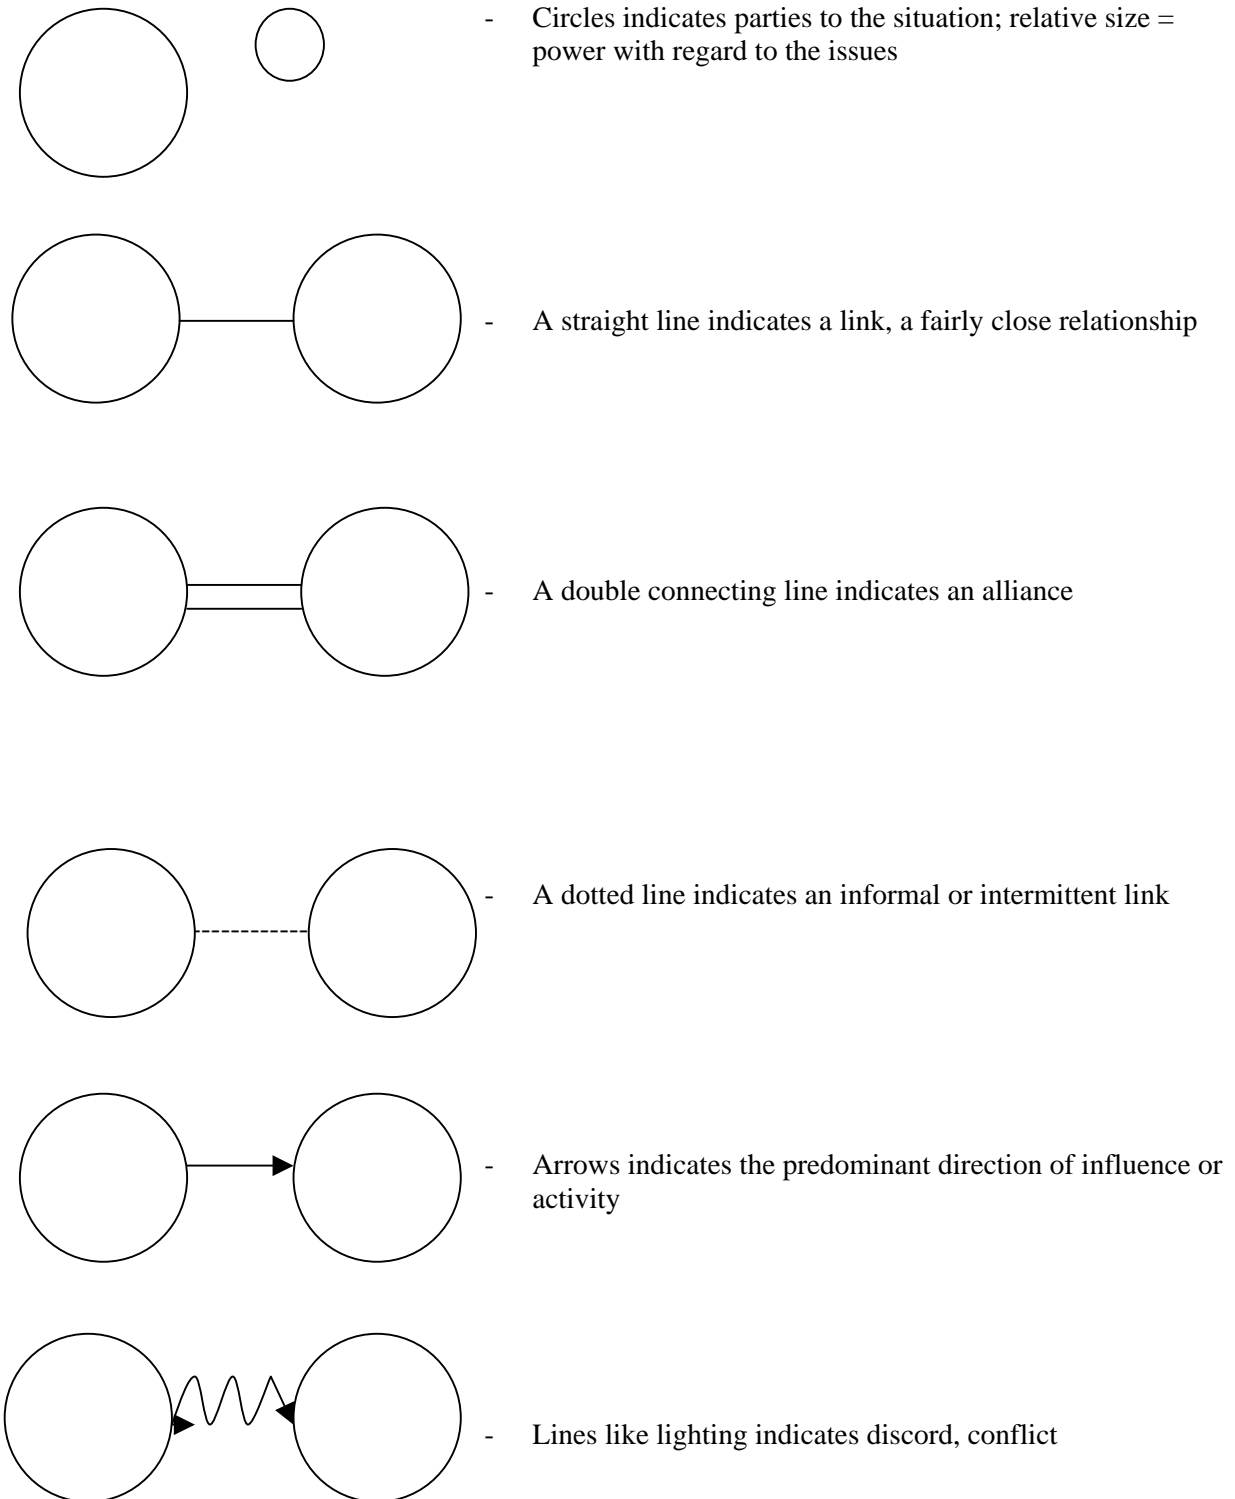 - Circles indicates parties to the situation; relative size =
power with regard to the issues
- A straight line indicates a link, a fairly close relationship
- A double connecting line indicates an alliance
- A dotted line indicates an informal or intermittent link
- Arrows indicates the predominant direction of influence or
activity
- Lines like lighting indicates discord, conflict